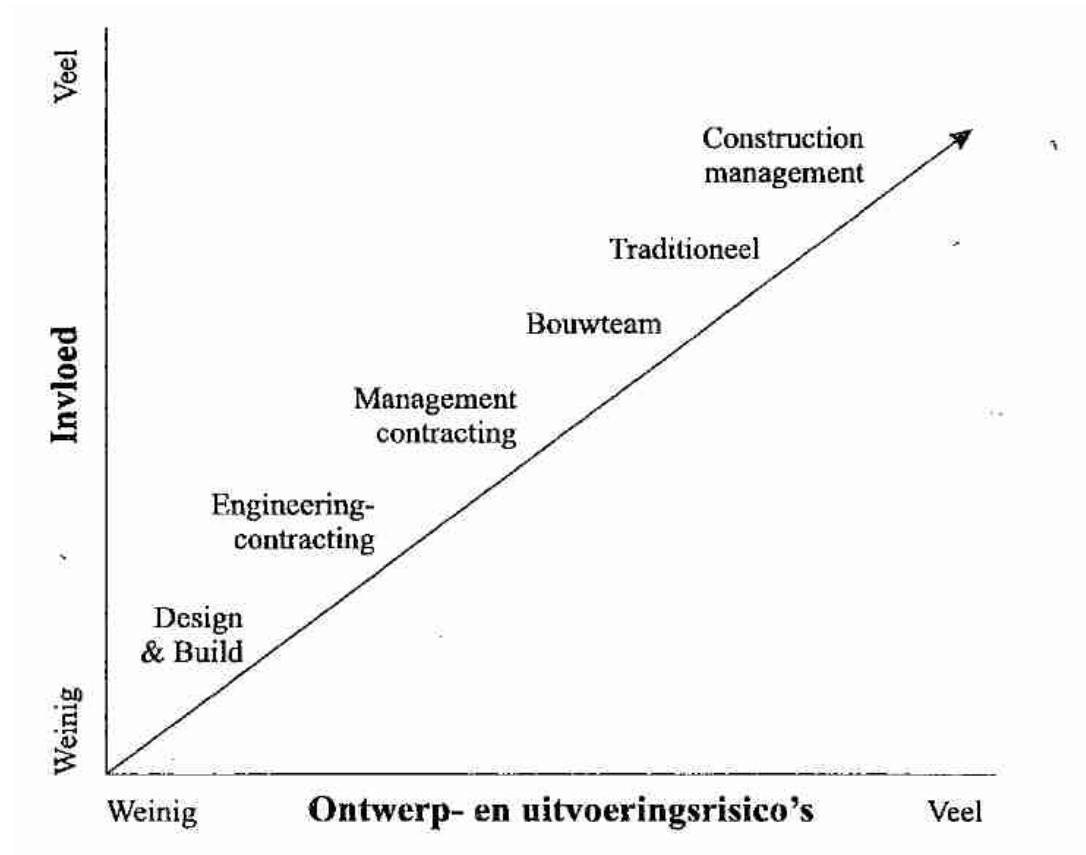 Veel
Construction
management
Traditioneel
Bouwteam
Invloed
Management
contracting
Engineering-
contracting
Design
& Build
Weinig
Weinig
Ontwerp- en uitvoeringsrisico's
Veel